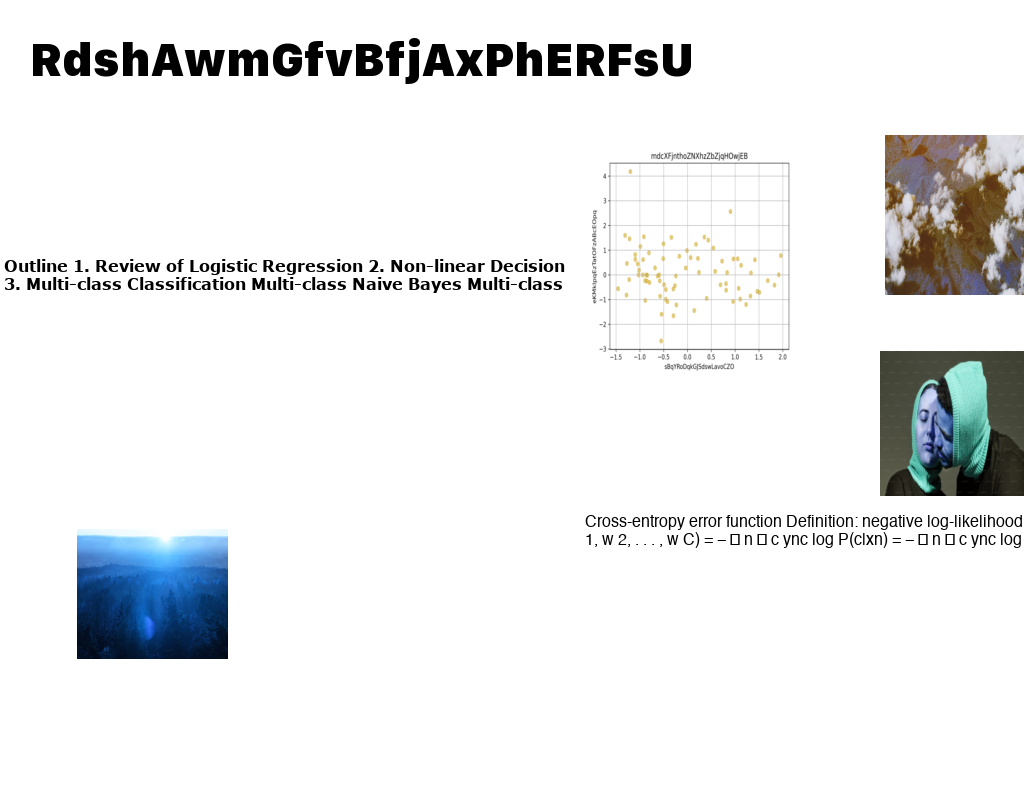 RdshAwmGfvBfjAxPhERFsU
mdcXFjnthoZNXhzZbZjqHOwjEB
4
3
2
1
0
−1
−2
−3
−1.5 −1.0 −0.5 0.0 0.5 1.0 1.5 2.0
sBqYRoDqkGJSdswLavoCZO
Outline 1. Review of Logistic Regression 2. Non-linear Decision
3. Multi-class Classification Multi-class Naive Bayes Multi-class
Cross-entropy error function Definition: negative log-likelihood
1, w 2, . . . , w C) = – □ n □ c ync log P(c|xn) = – □ n □ c ync log